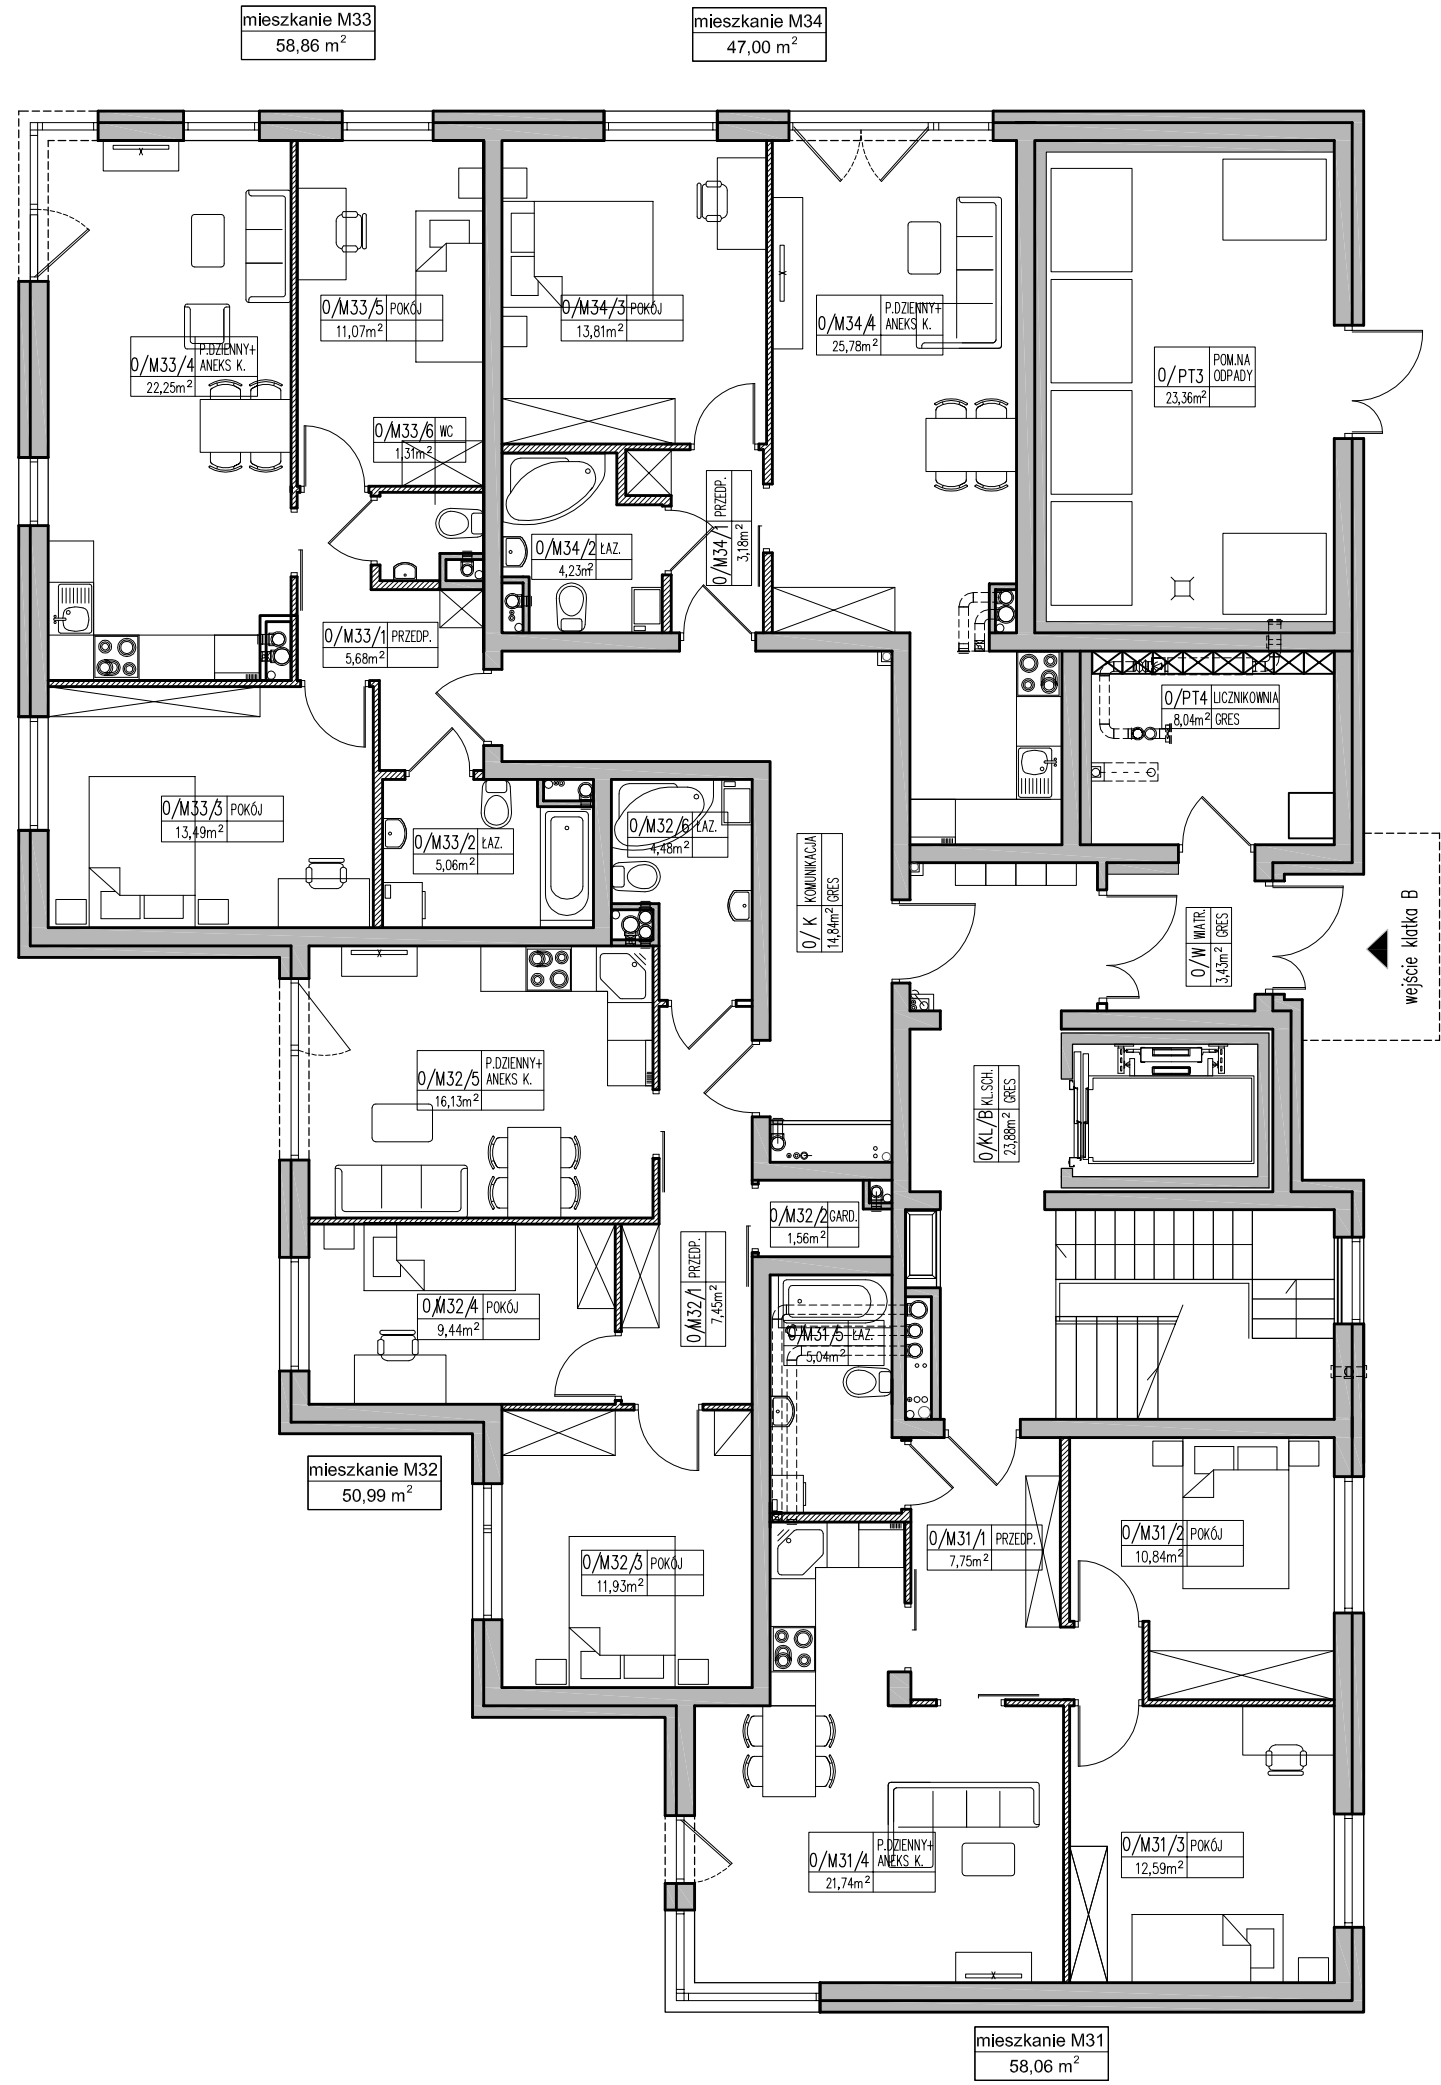 mieszkanie M33
58,86 m²
mieszkanie M34
47,00 m²
0/M33/5 POKÓJ
11,07m²
0/M34/3 POKÓJ
13,81m²
0/M34/4 P.DZIENNY+
ANEKS K.
25,78m²
0/M33/4 P.DZIENNY+
ANEKS K.
22,25m²
0/PT3 POM.NA
ODPADY
23,36m²
0/M33/6 WC
1,31m²
0/M34/1 PRZEDP.
3,18m²
0/M34/2 ŁAZ.
4,23m²
0/M33/1 PRZEDP.
5,68m²
0/PT4 LICZNIKOWNIA
8,04m² GRES
0/M33/3 POKÓJ
13,49m²
0/M33/2 ŁAZ.
5,06m²
0/M32/6 ŁAZ.
4,48m²
0/K KOMUNIKACJA
14,84m² GRES
0/W WIATR.
3,43m² GRES
wejście klatka B
0/M32/5 P.DZIENNY+
ANEKS K.
16,13m²
0/KL/B KL.SCH.
23,88m² GRES
0/M32/2 GARD.
1,56m²
0/M32/1 PRZEDP.
7,45m²
0/M32/4 POKÓJ
9,44m²
0/M31/5 ŁAZ.
5,04m²
mieszkanie M32
50,99 m²
0/M31/1 PRZEDP.
7,75m²
0/M31/2 POKÓJ
10,84m²
0/M32/3 POKÓJ
11,93m²
0/M31/4 P.DZIENNY+
ANEKS K.
21,74m²
0/M31/3 POKÓJ
12,59m²
mieszkanie M31
58,06 m²